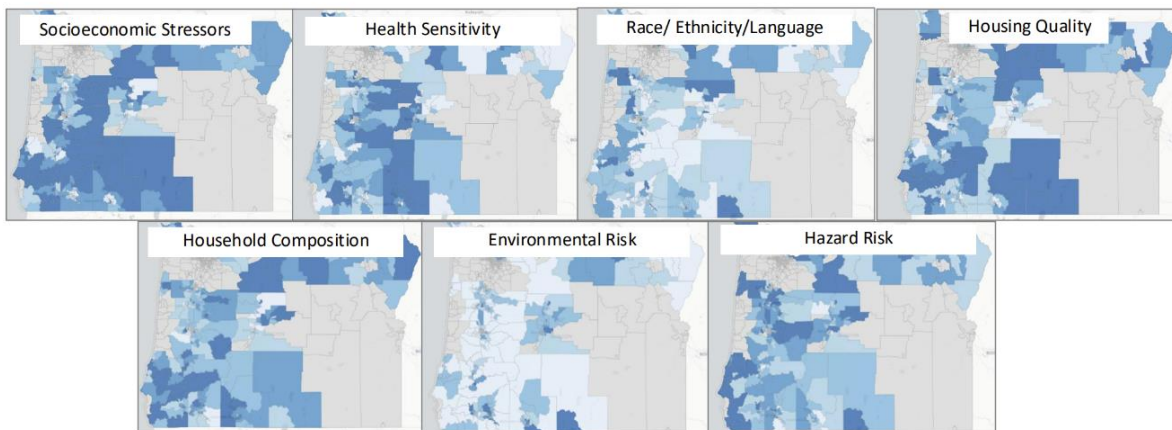 Socioeconomic Stressors
Health Sensitivity
Race/ Ethnicity/Language
Housing Quality
Household Composition
Environmental Risk
Hazard Risk